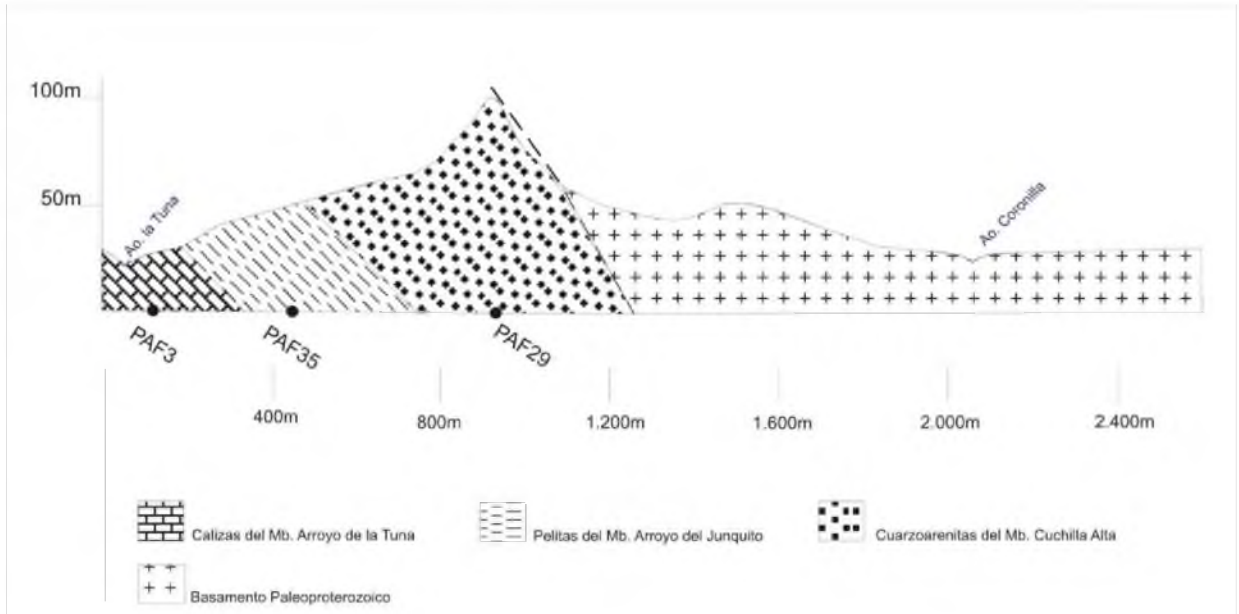 100m
50m
Ao. la Tuna
Ao. Coronilla
PAF3
PAF35
PAF29
400m
800m
1.200m
1.600m
2.000m
2.400m
Calizas del Mb. Arroyo de la Tuna
Pelitas del Mb. Arroyo del Junquito
Cuarzoarenitas del Mb. Cuchilla Alta
Basamento Paleoproterozoico